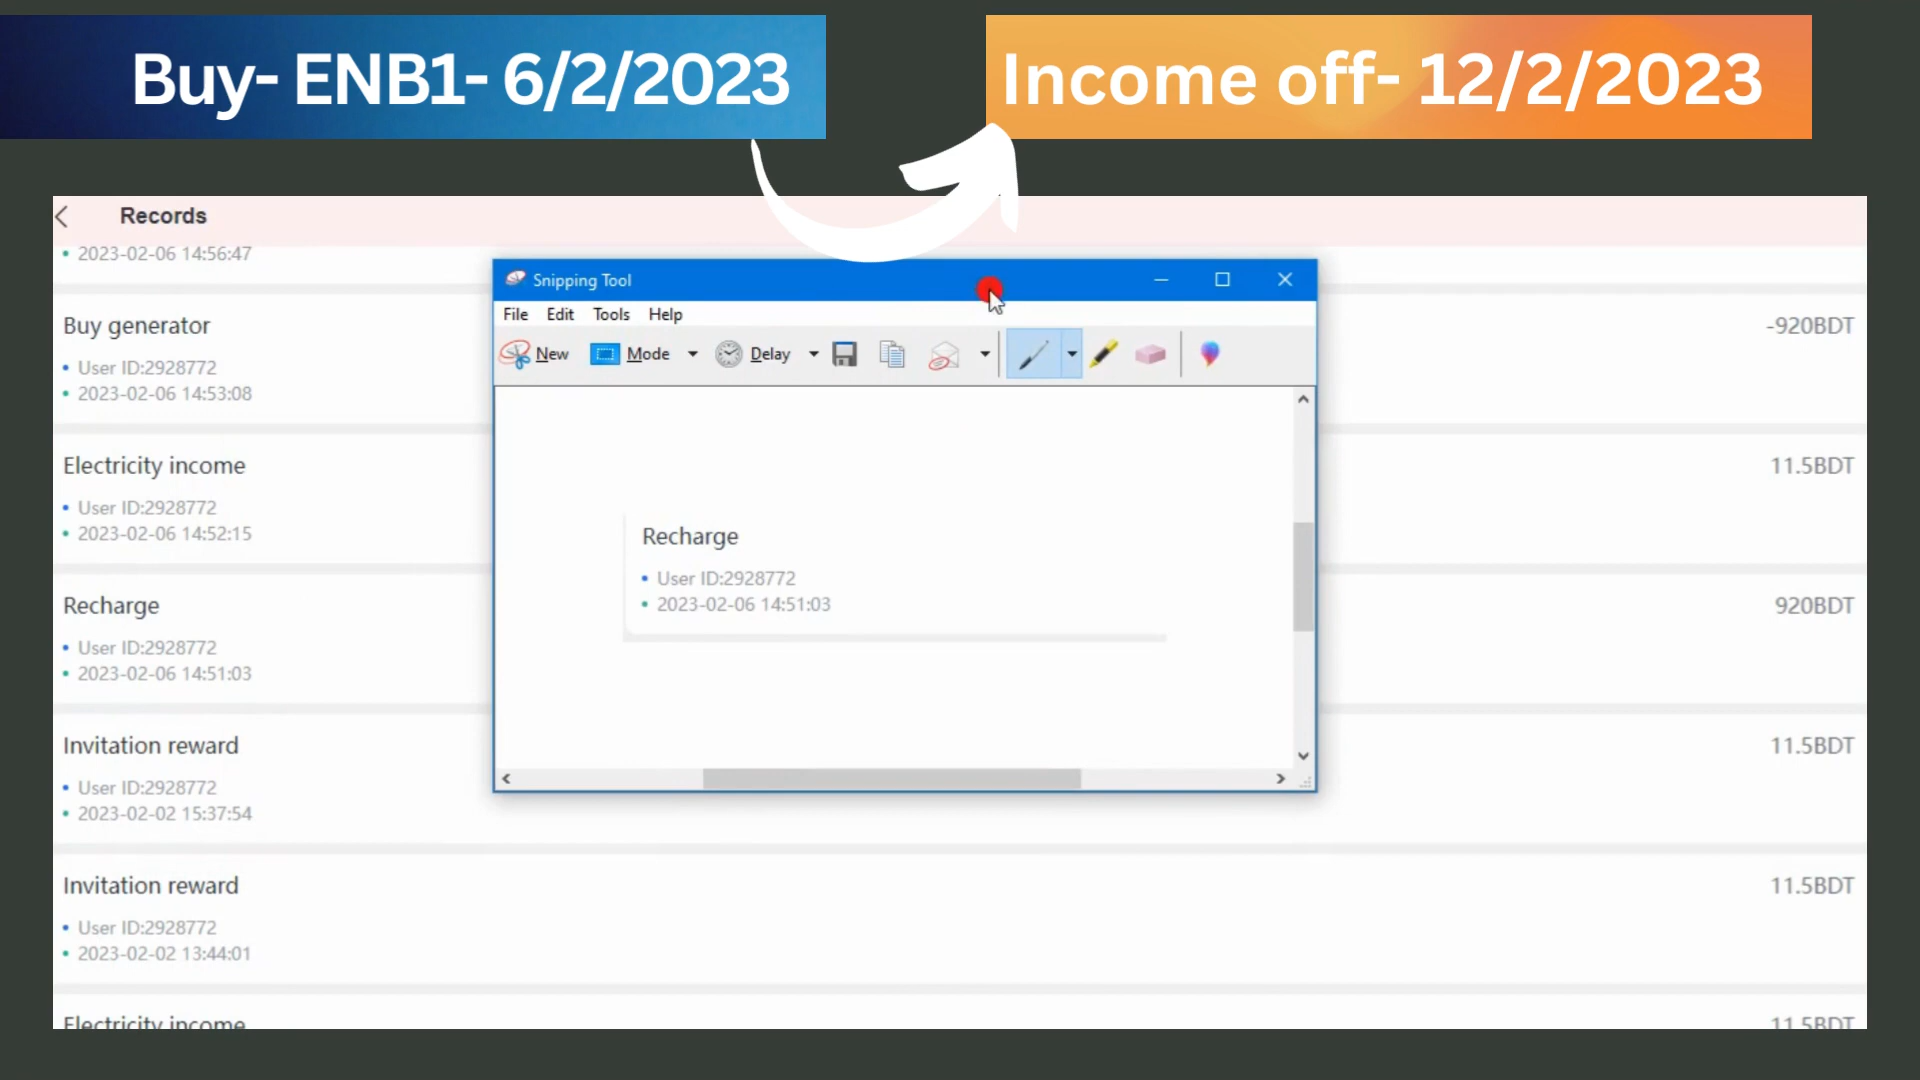 Buy- ENB1- 6/2/2023
Income off- 12/2/2023
Records
2023-02-06 14:56:47
Buy generator
-920BDT
User ID:2928772
2023-02-06 14:53:08
Electricity income
11.5BDT
User ID:2928772
2023-02-06 14:52:15
Recharge
920BDT
User ID:2928772
2023-02-06 14:51:03
Invitation reward
11.5BDT
User ID:2928772
2023-02-02 15:37:54
Invitation reward
11.5BDT
User ID:2928772
2023-02-02 13:44:01
Electricity income
11.5BDT
Snipping Tool
File Edit Tools Help
New Mode Delay
Recharge
User ID:2928772
2023-02-06 14:51:03